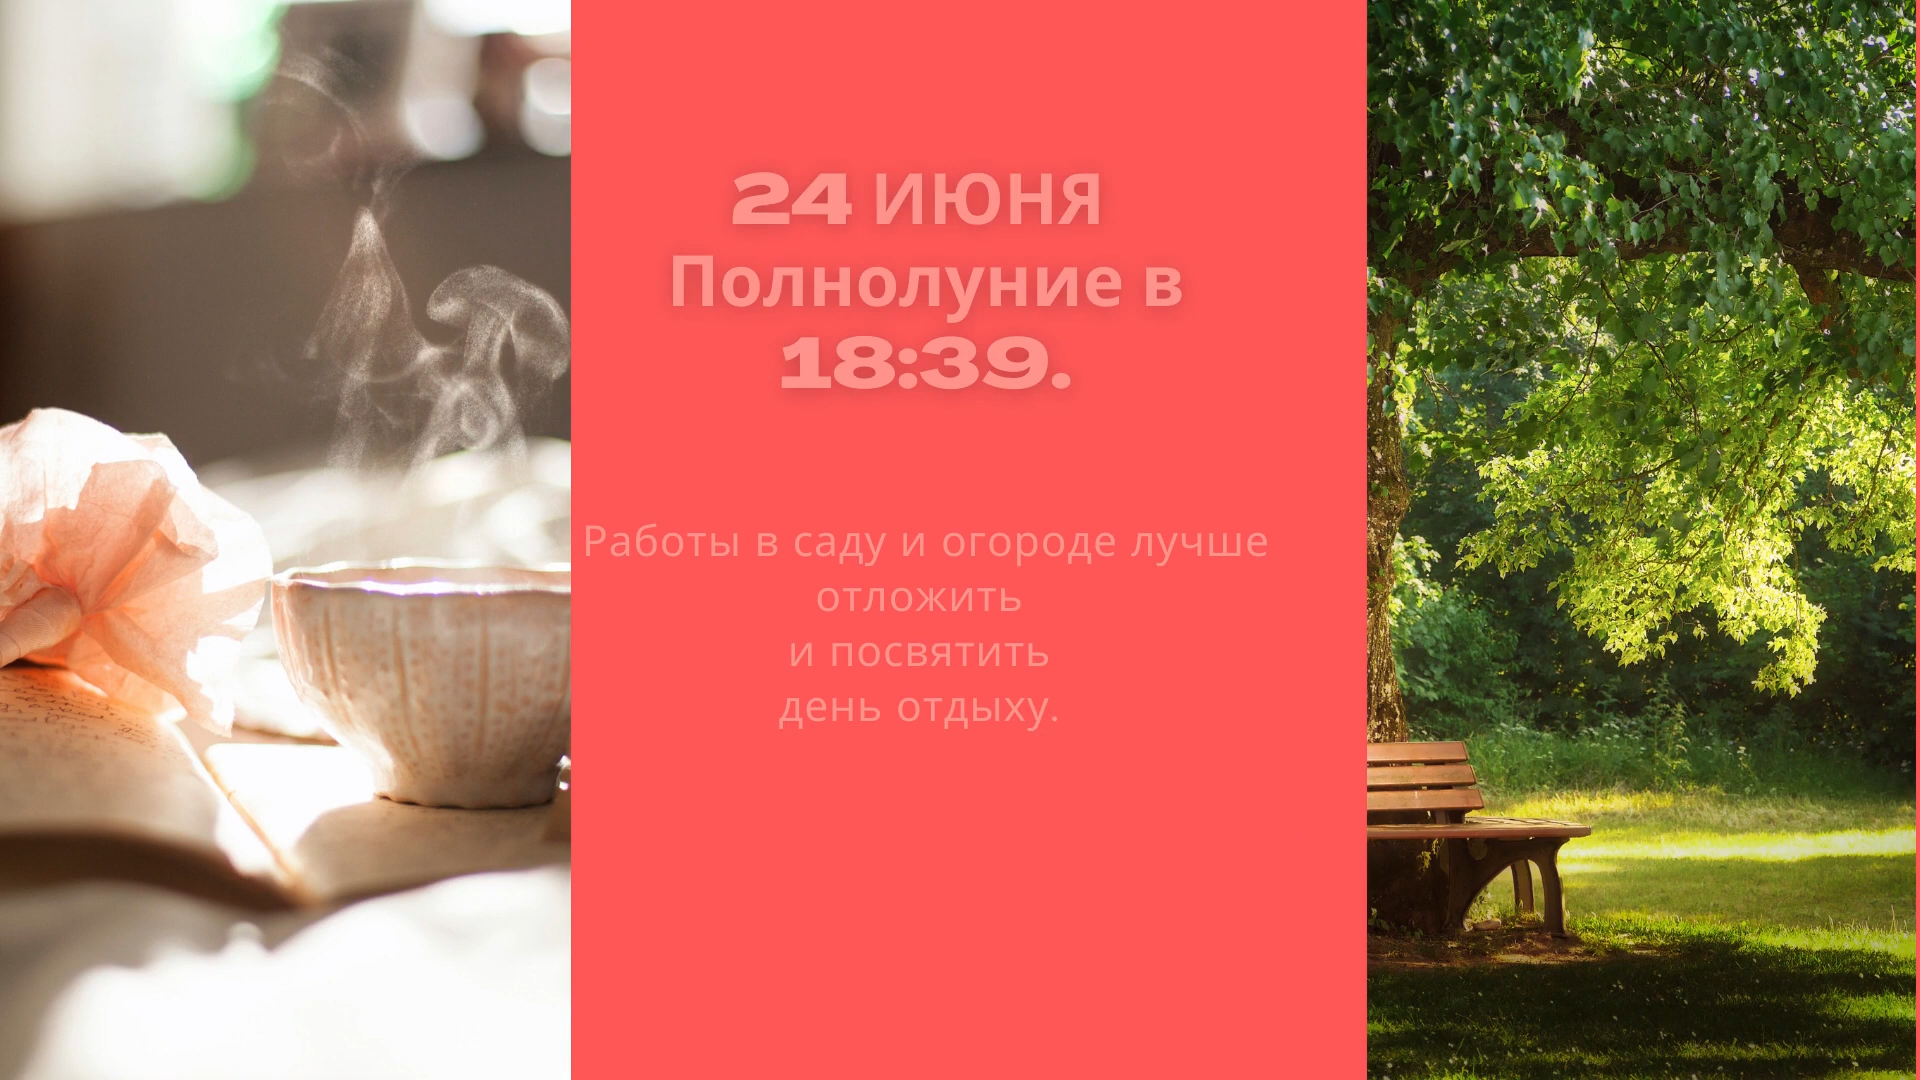 24 ИЮНЯ
Полнолуние в
18:39.
Работы в саду и огороде лучше
отложить
и посвятить
день отдыху.